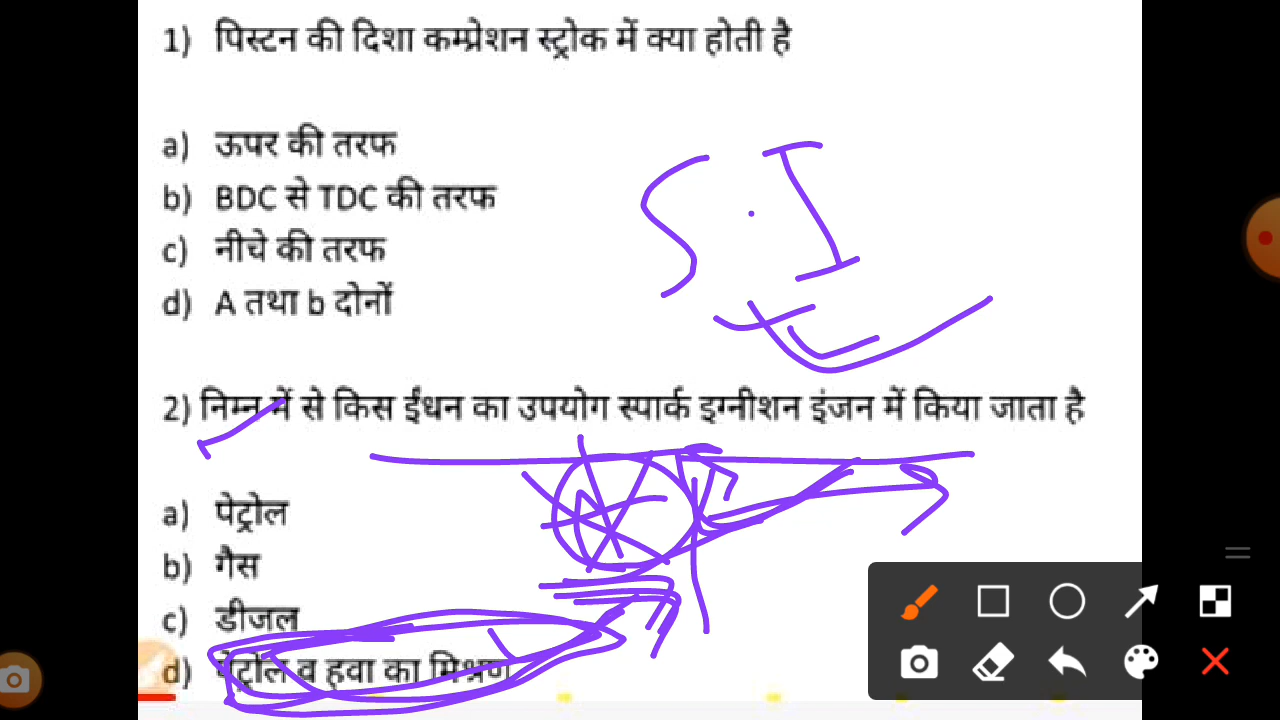 1) पिस्टन की दिशा कम्प्रेशन स्ट्रोक में क्या होती है
a) ऊपर की तरफ
b) BDC से TDC की तरफ
c) नीचे की तरफ
d) A तथा b दोनों
S I
2) निम्न में से किस ईंधन का उपयोग स्पार्क इग्नीशन इंजन में किया जाता है
a) पेट्रोल
b) गैस
c) डीजल
d) पेट्रोल व हवा का मिश्रण